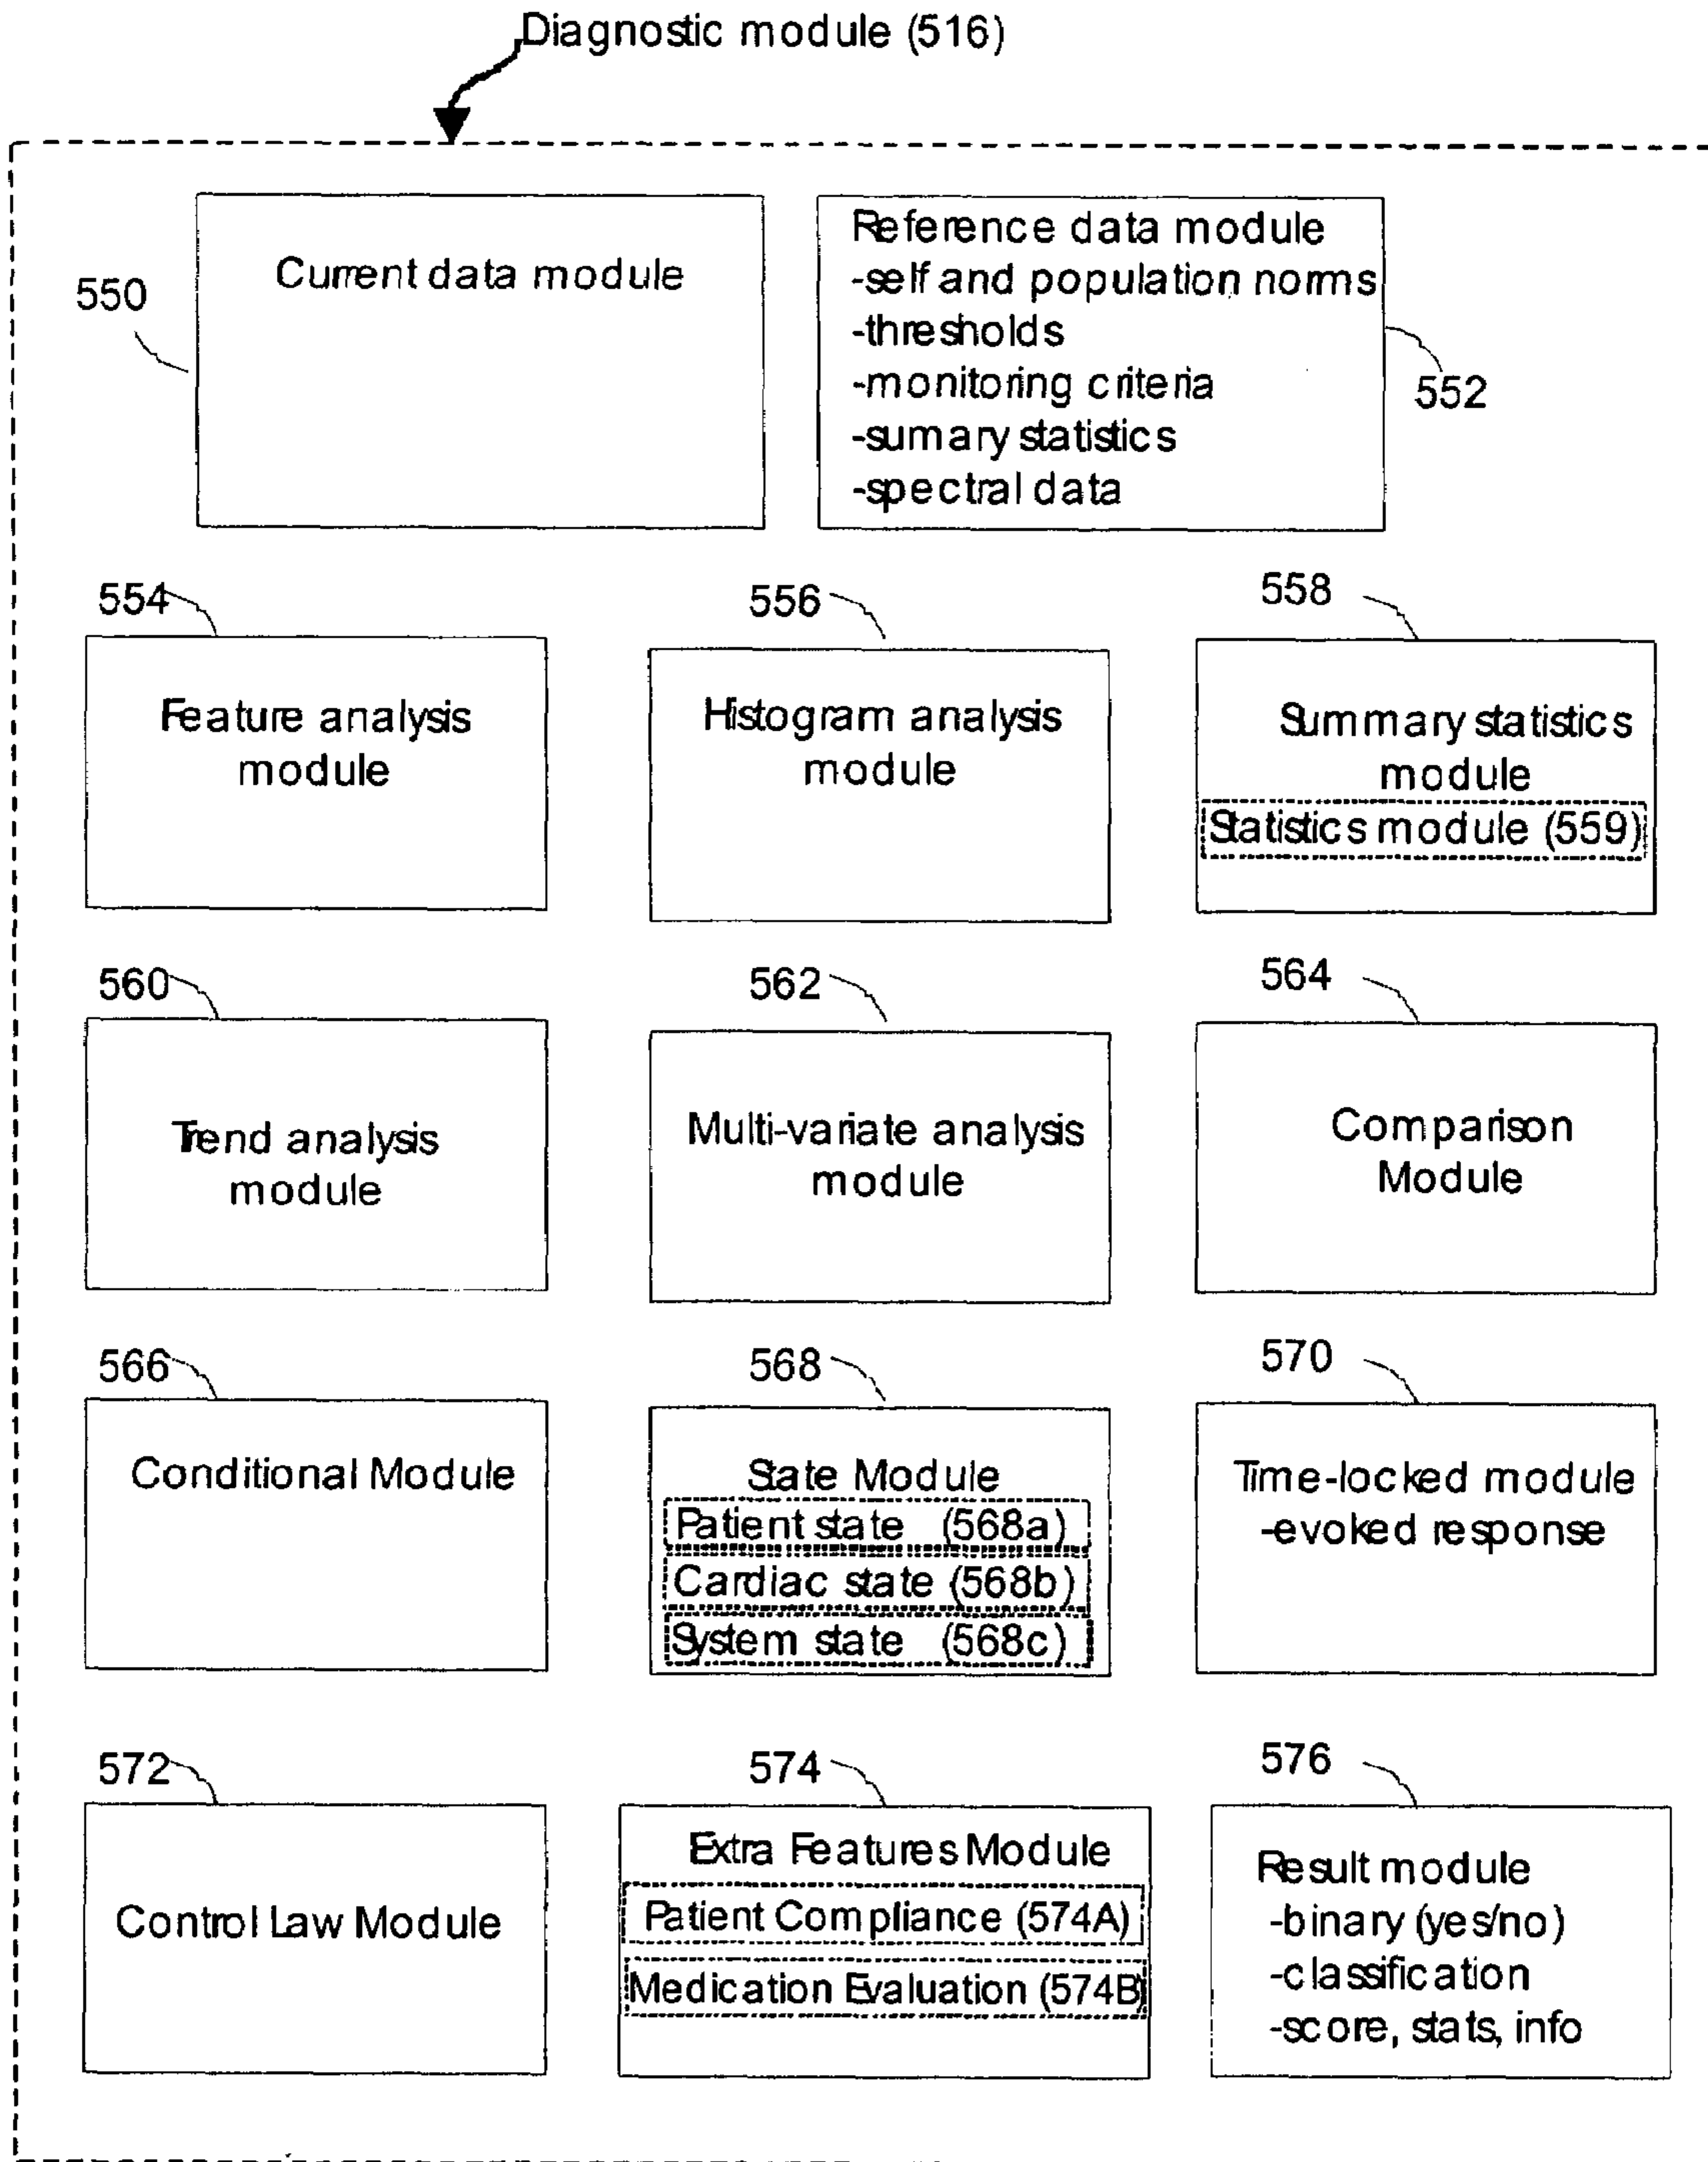 Diagnostic module (516)
550
Current data module
Reference data module
-self and population norms
-thresholds
-monitoring criteria
-sumary statistics
-spectral data
552
554
Feature analysis
module
556
Histogram analysis
module
558
Summary statistics
module
Statistics module (559)
560
Trend analysis
module
562
Multi-variate analysis
module
564
Comparison
Module
566
Conditional Module
568
State Module
Patient state (568a)
Cardiac state (568b)
System state (568c)
570
Time-locked module
-evoked response
572
Control Law Module
574
Extra Features Module
Patient Compliance (574A)
Medication Evaluation (574B)
576
Result module
-binary (yes/no)
-classification
-score, stats, info